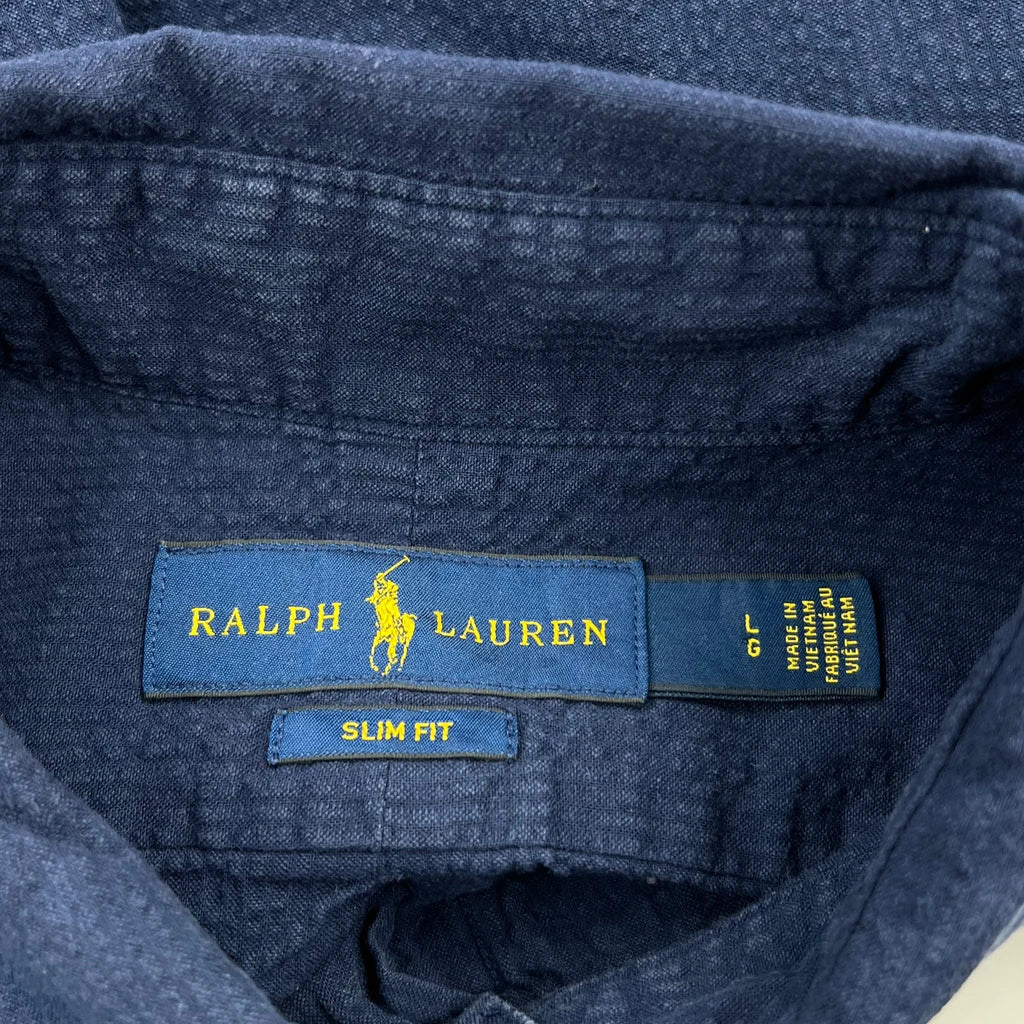 RALPH LAUREN
SLIM FIT
L
G
MADE IN
VIETNAM
FABRIQUÉ AU
VIÊT NAM